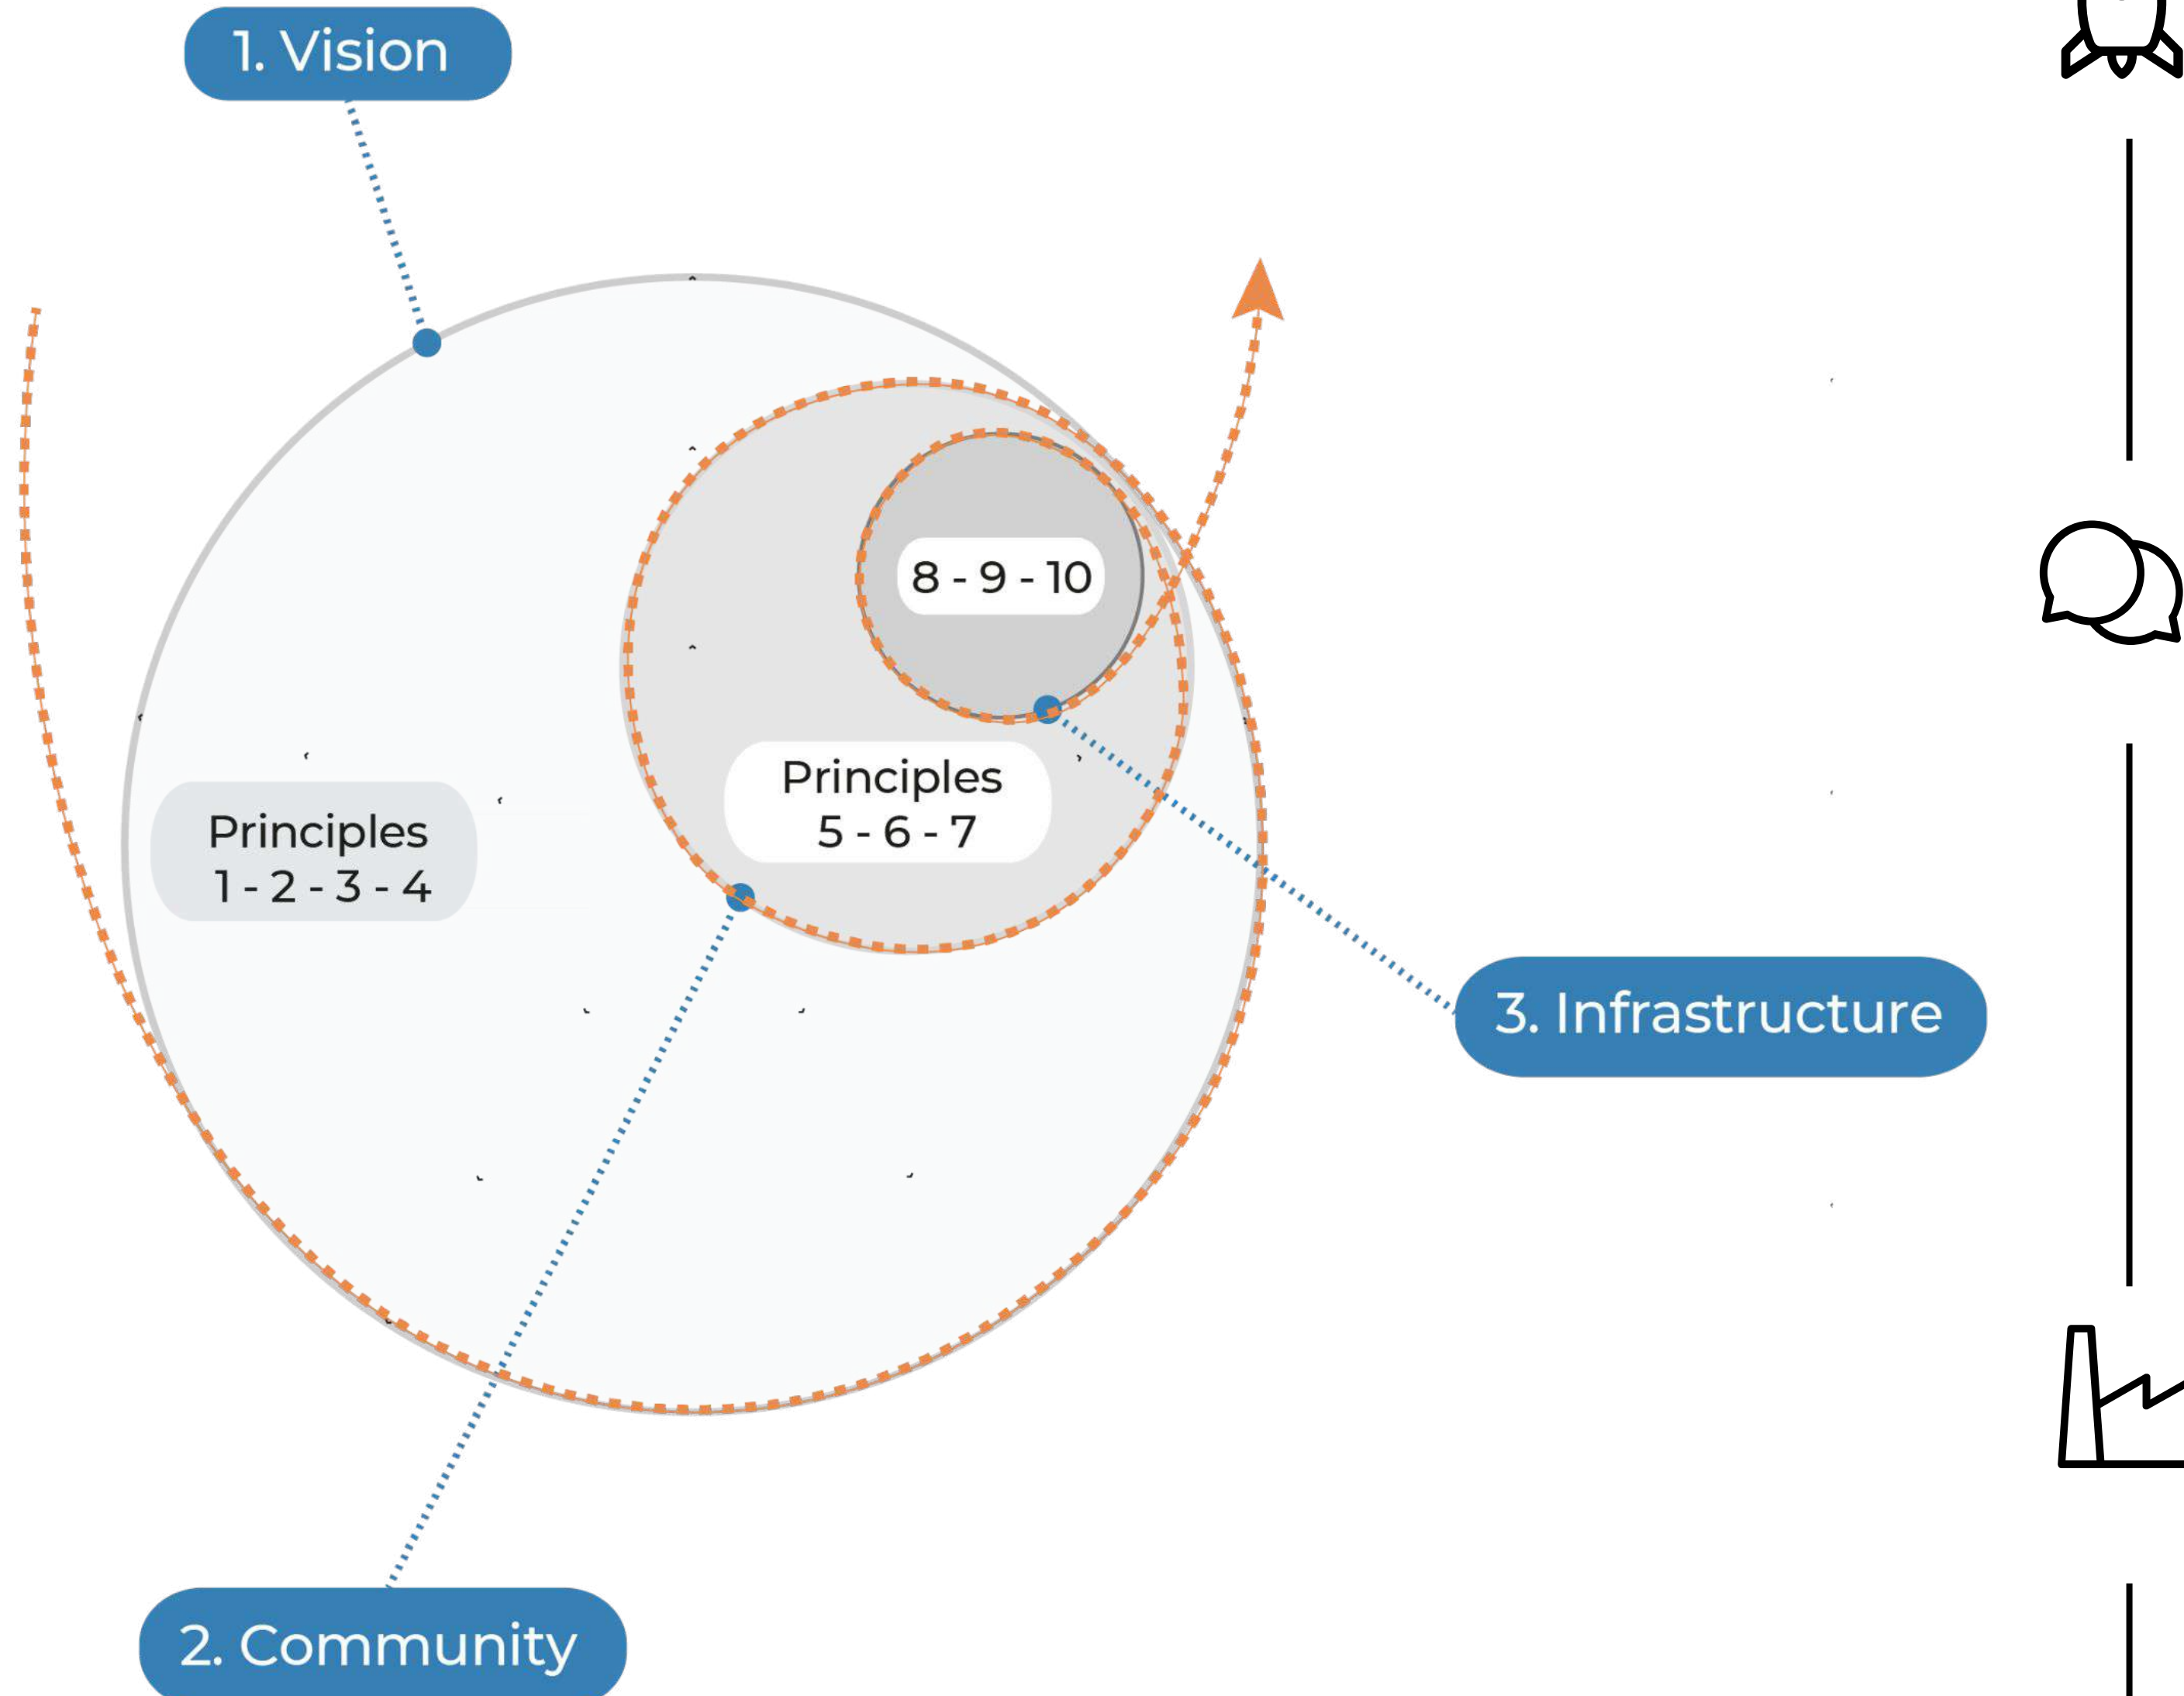 1. Vision
8 - 9 - 10
Principles
5 - 6 - 7
Principles
1 - 2 - 3 - 4
3. Infrastructure
2. Community